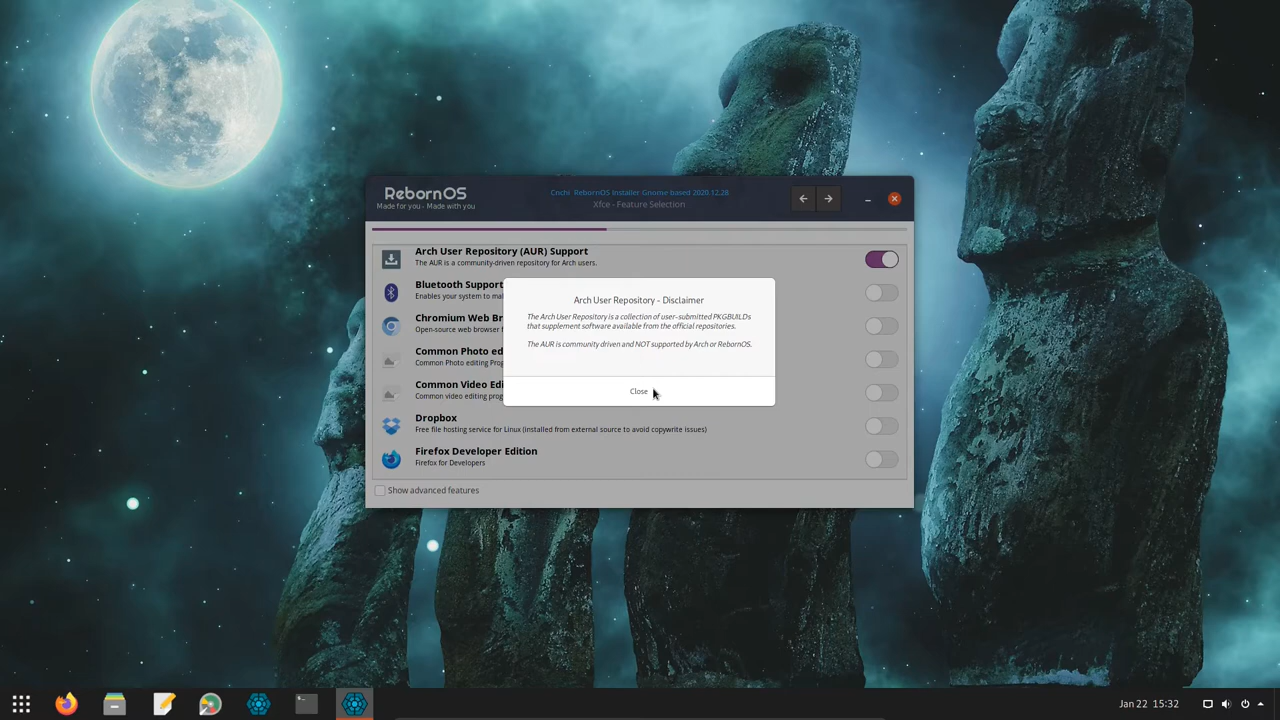 RebornOS
Made for you - Made with you
Cnchi RebornOS Installer Gnome based 2020.12.28
Xfce - Feature Selection
Arch User Repository (AUR) Support
The AUR is a community-driven repository for Arch users.
Bluetooth Support
Enables your system to ma
Chromium Web Br
Open-source web browser f
Common Photo ed
Common Photo editing Prog
Common Video Edi
Common video editing prog
Dropbox
Free file hosting service for Linux (installed from external source to avoid copywrite issues)
Firefox Developer Edition
Firefox for Developers
Show advanced features
Arch User Repository - Disclaimer
The Arch User Repository is a collection of user-submitted PKGBUILDs
that supplement software available from the official repositories.
The AUR is community driven and NOT supported by Arch or RebornOS.
Close
Jan 22 15:32